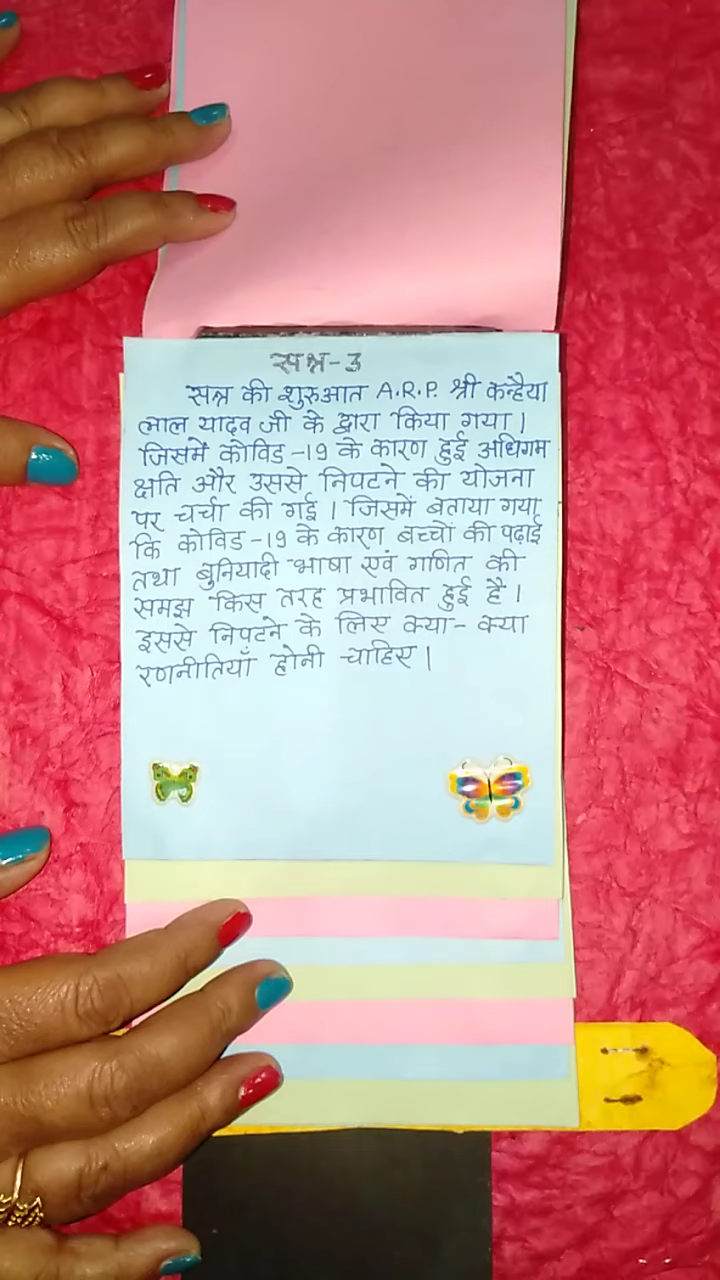 सत्र-3
सत्र की शुरुआत A.R.P. श्री कन्हैया
लाल यादव जी के द्वारा किया गया।
जिसमें कोविड-19 के कारण हुई अधिगम
क्षति और उससे निपटने की योजना
पर चर्चा की गई। जिसमें बताया गया
कि कोविड-19 के कारण बच्चों की पढ़ाई
तथा बुनियादी भाषा एवं गणित की
समझ किस तरह प्रभावित हुई है।
इससे निपटने के लिए क्या-क्या
रणनीतियाँ होनी चाहिए।